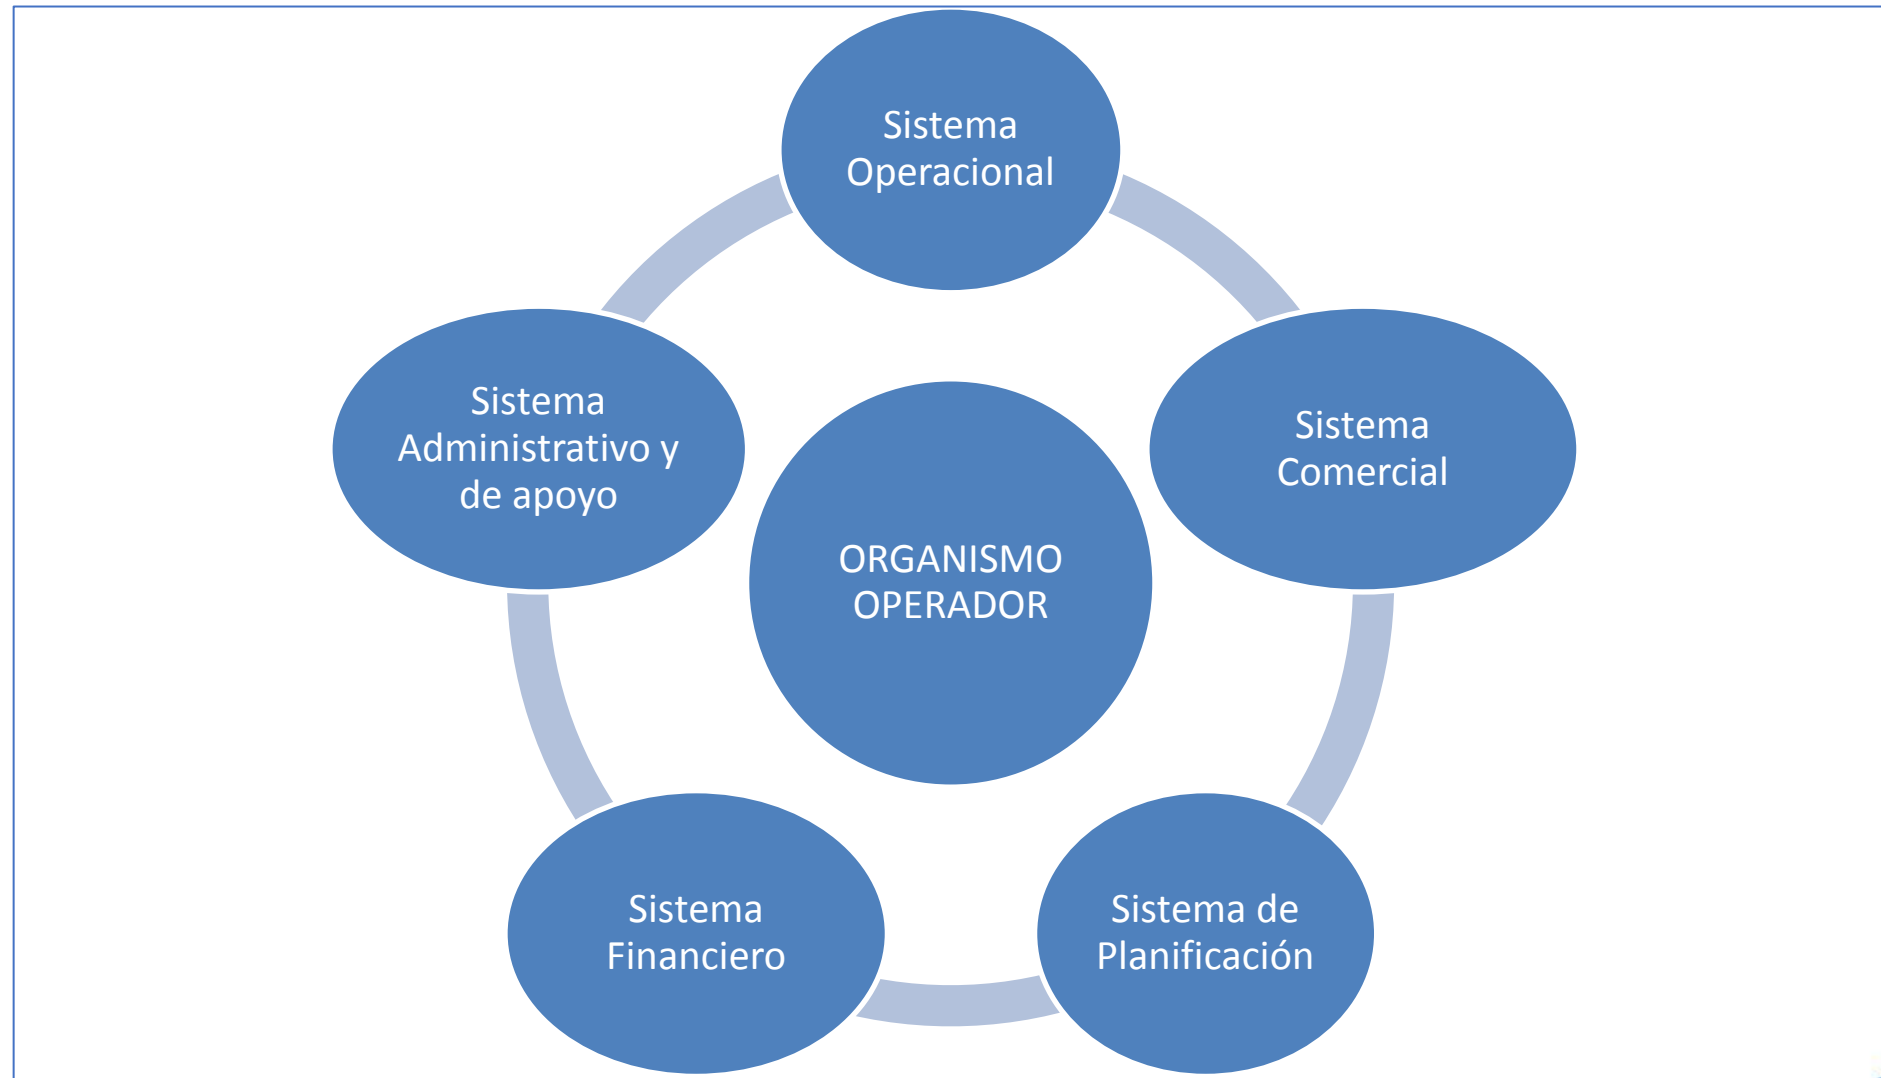 Sistema
Operacional
Sistema
Administrativo y
de apoyo
Sistema
Comercial
ORGANISMO
OPERADOR
Sistema
Financiero
Sistema de
Planificación